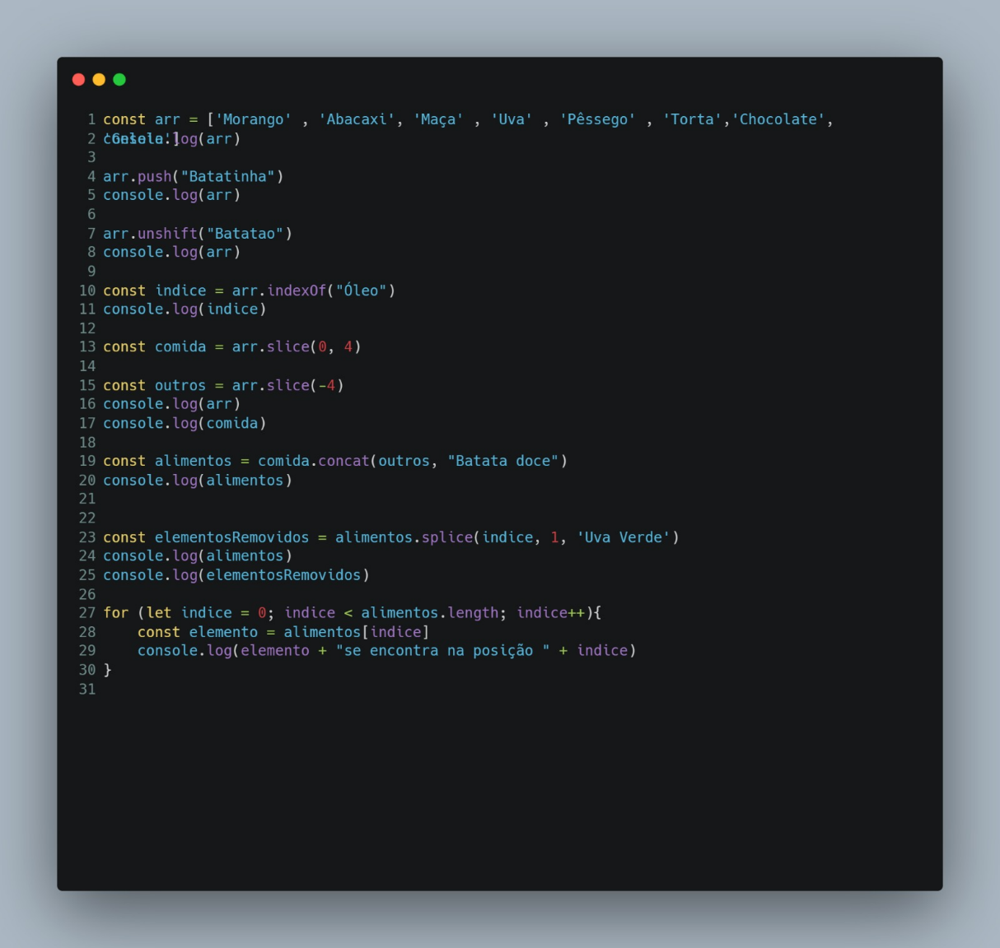 1 const arr = ['Morango' , 'Abacaxi', 'Maça' , 'Uva' , 'Pêssego' , 'Torta','Chocolate',
2 console.log(arr)
3
4 arr.push("Batatinha")
5 console.log(arr)
6
7 arr.unshift("Batatao")
8 console.log(arr)
9
10 const indice = arr.indexOf("Óleo")
11 console.log(indice)
12
13 const comida = arr.slice(0, 4)
14
15 const outros = arr.slice(-4)
16 console.log(arr)
17 console.log(comida)
18
19 const alimentos = comida.concat(outros, "Batata doce")
20 console.log(alimentos)
21
22
23 const elementosRemovidos = alimentos.splice(indice, 1, 'Uva Verde')
24 console.log(alimentos)
25 console.log(elementosRemovidos)
26
27 for (let indice = 0; indice < alimentos.length; indice++){
28     const elemento = alimentos[indice]
29     console.log(elemento + "se encontra na posição " + indice)
30 }
31